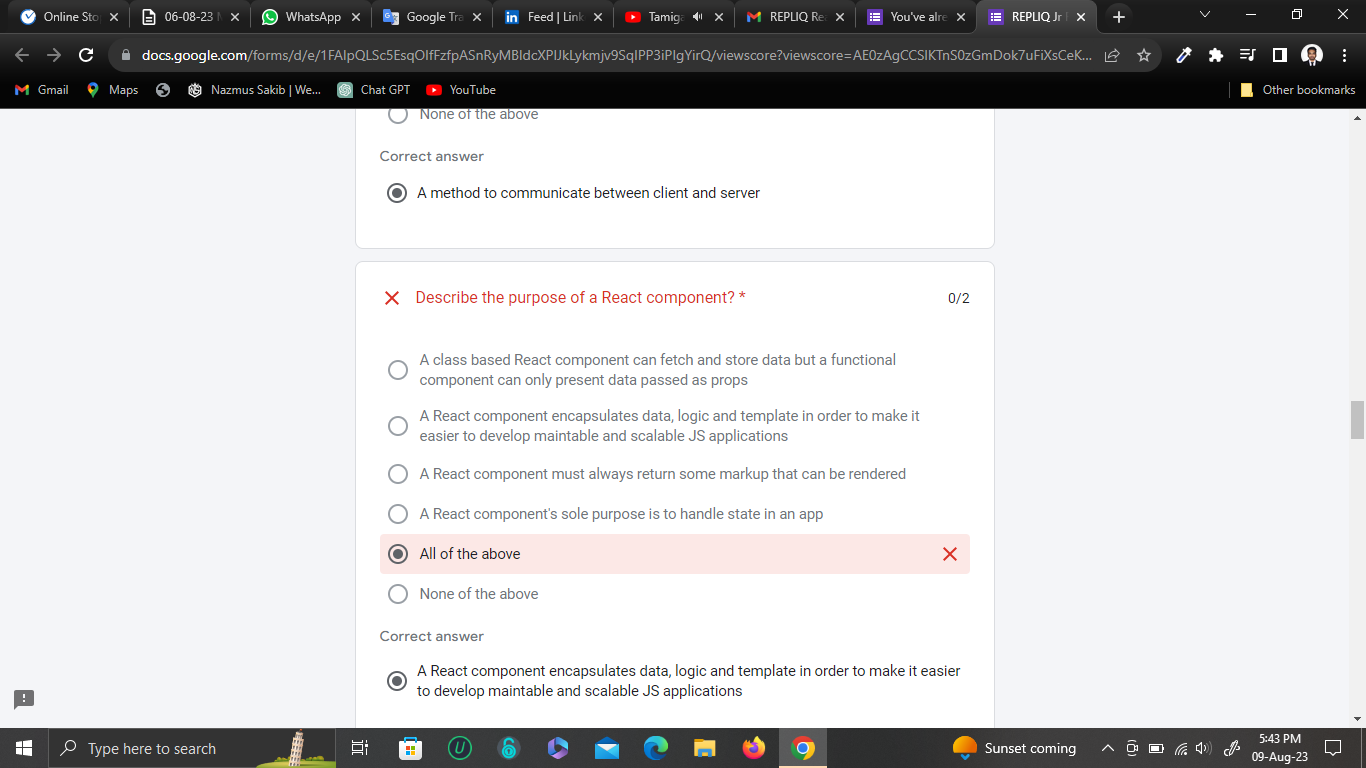 Online Sto
06-08-23
WhatsApp
Google Tra
Feed | Link
Tamiga
REPLIQ Re
You've alre
REPLIQ Jr
docs.google.com/forms/d/e/
Gmail
Maps
Nazmus Sakib | We...
Chat GPT
YouTube
Other bookmarks
None of the above
Correct answer
A method to communicate between client and server
Describe the purpose of a React component? *
0/2
A class based React component can fetch and store data but a functional
component can only present data passed as props
A React component encapsulates data, logic and template in order to make it
easier to develop maintable and scalable JS applications
A React component must always return some markup that can be rendered
A React component's sole purpose is to handle state in an app
All of the above
None of the above
Correct answer
A React component encapsulates data, logic and template in order to make it easier
to develop maintable and scalable JS applications
Type here to search
Sunset coming
5:43 PM
09-Aug-23